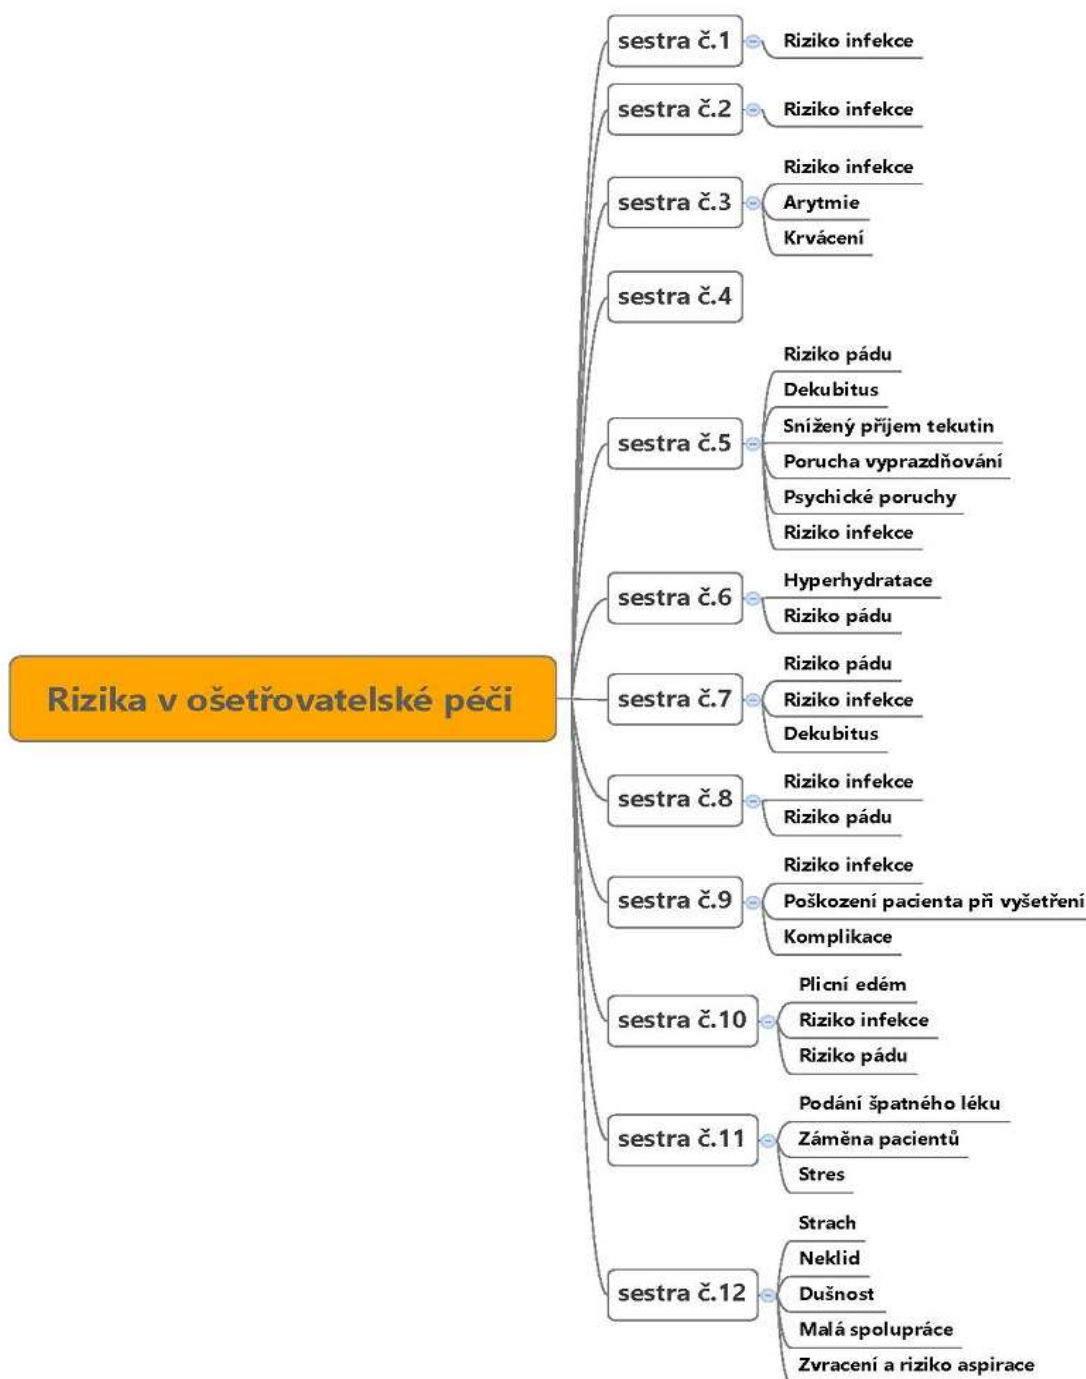 Rizika v ošetřovatelské péči
sestra č.1
Riziko infekce
sestra č.2
Riziko infekce
sestra č.3
Riziko infekce
Arytmie
Krvácení
sestra č.4
sestra č.5
Riziko pádu
Dekubitus
Snížený příjem tekutin
Porucha vyprazdňování
Psychické poruchy
Riziko infekce
sestra č.6
Hyperhydratace
Riziko pádu
sestra č.7
Riziko pádu
Riziko infekce
Dekubitus
sestra č.8
Riziko infekce
Riziko pádu
sestra č.9
Riziko infekce
Poškození pacienta při vyšetření
Komplikace
sestra č.10
Plicní edém
Riziko infekce
Riziko pádu
sestra č.11
Podání špatného léku
Záměna pacientů
Stres
sestra č.12
Strach
Neklid
Dušnost
Malá spolupráce
Zvracení a riziko aspirace